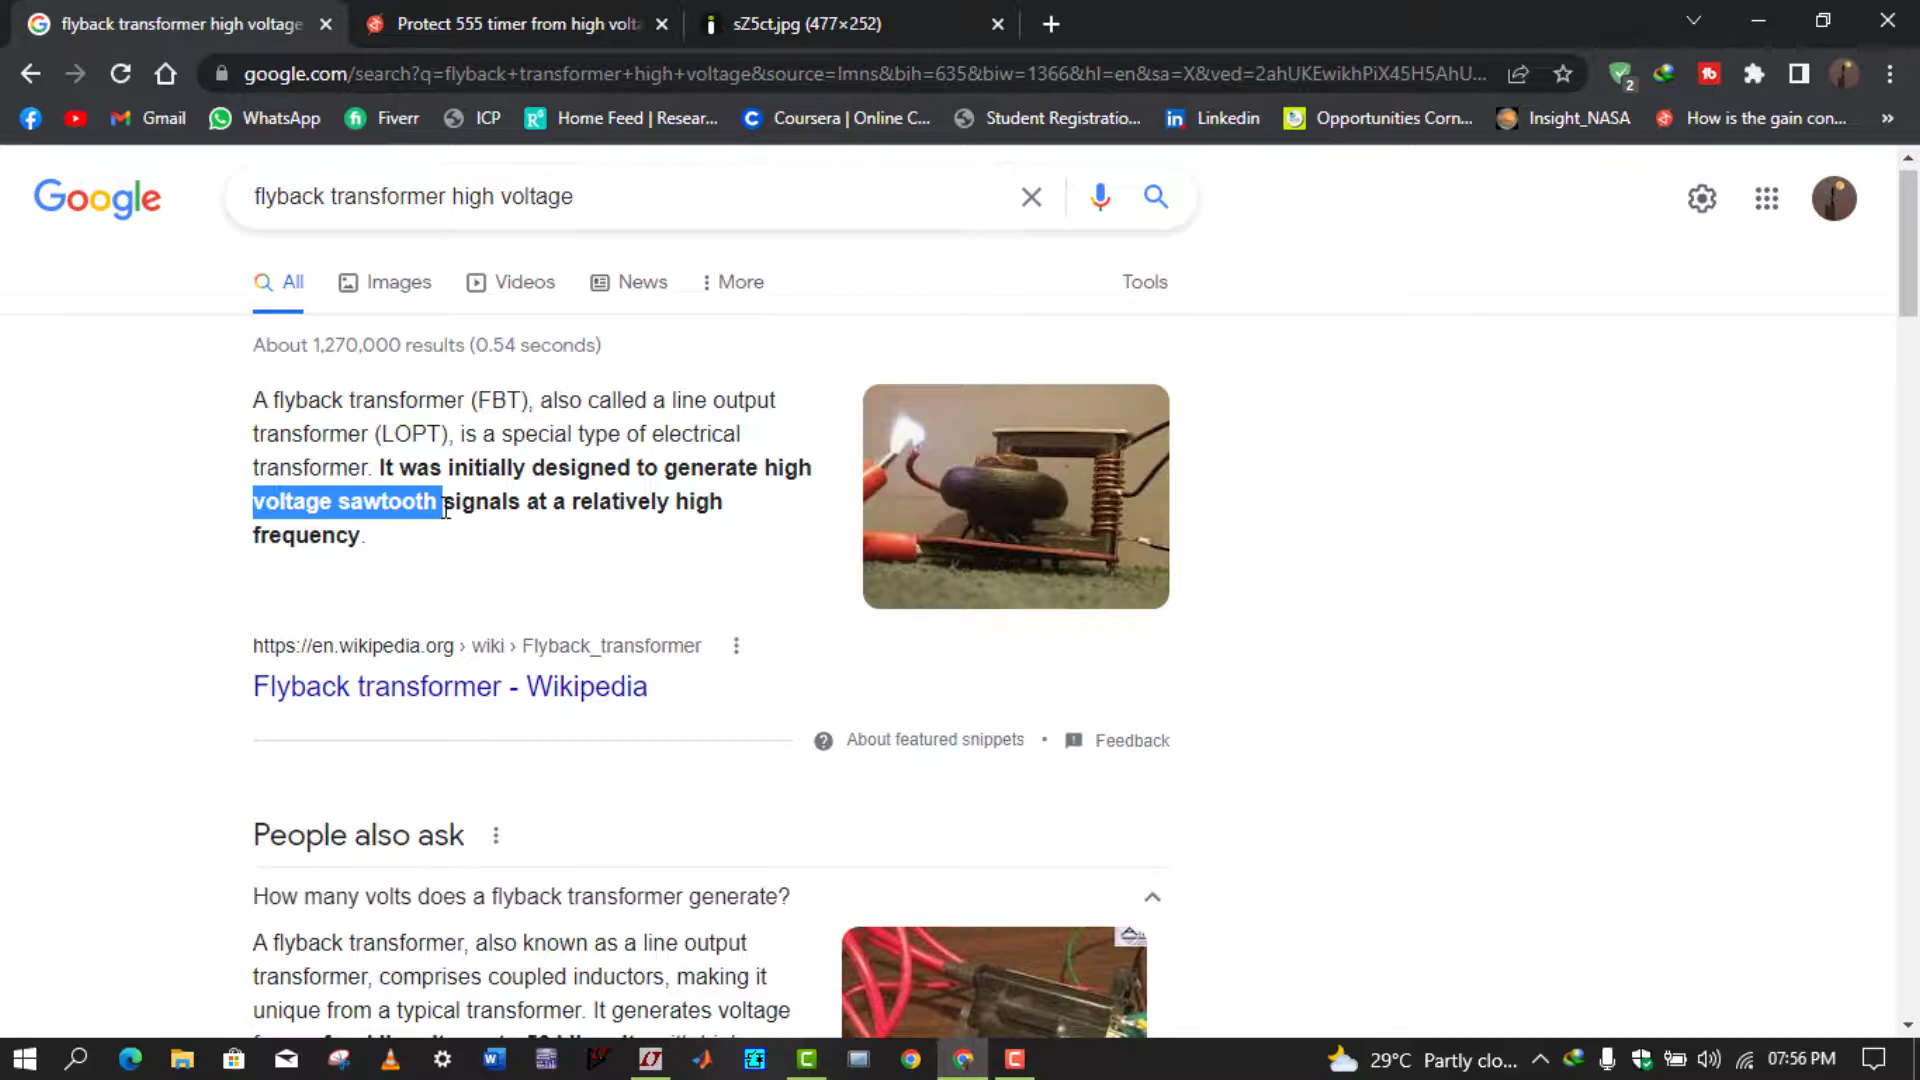 flyback transformer high voltage
Protect 555 timer from high volt
sZ5ct.jpg (477×252)
google.com/search?q=flyback+transformer+high+voltage&source=lmns&bih=635&biw=1366&hl=en&sa=X&ved=2ahUKEwikhPiX45H5AhU...
2
Gmail
WhatsApp
Fiverr
ICP
Home Feed | Resear...
Coursera | Online C...
Student Registratio...
Linkedin
Opportunities Corn...
Insight_NASA
How is the gain con...
»
Google
flyback transformer high voltage
All
Images
Videos
News
More
Tools
About 1,270,000 results (0.54 seconds)
A flyback transformer (FBT), also called a line output
transformer (LOPT), is a special type of electrical
transformer. It was initially designed to generate high
voltage sawtooth signals at a relatively high
frequency.
https://en.wikipedia.org › wiki › Flyback_transformer
Flyback transformer - Wikipedia
About featured snippets • Feedback
People also ask
How many volts does a flyback transformer generate?
A flyback transformer, also known as a line output
transformer, comprises coupled inductors, making it
unique from a typical transformer. It generates voltage
29°C Partly clo...
07:56 PM